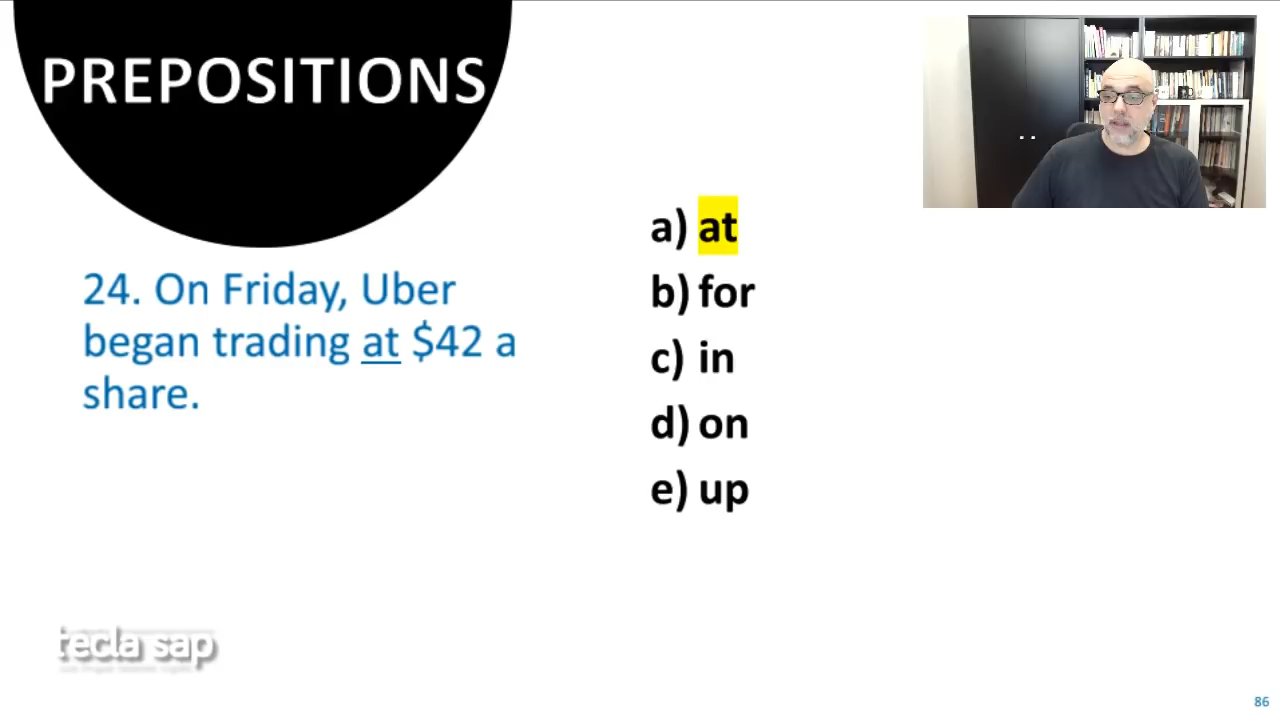 PREPOSITIONS
24. On Friday, Uber
began trading at $42 a
share.
a) at
b) for
c) in
d) on
e) up
tecla sap
86